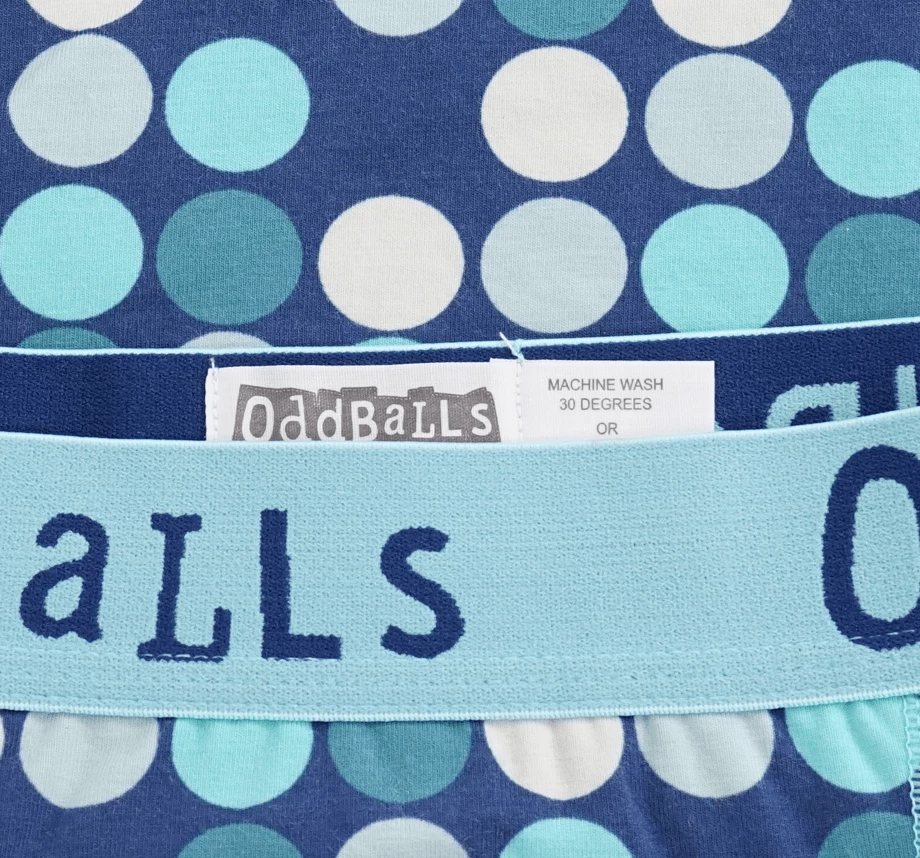 OddBaLLs
MACHINE WASH
30 DEGREES
OR
aLLs O